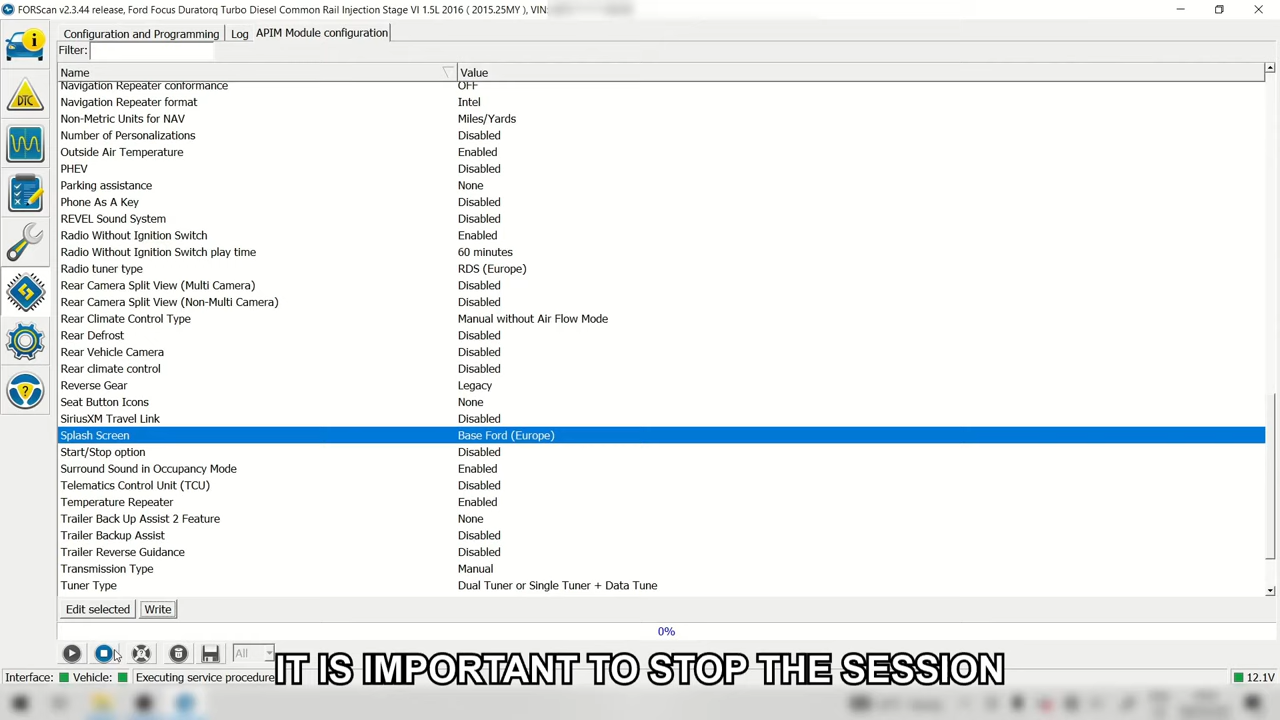 FORScan v2.3.44 release, Ford Focus Duratorq Turbo Diesel Common Rail Injection Stage VI 1.5L 2016 (2015.25MY), VIN:
Configuration and Programming Log APIM Module configuration
Filter:
Name Value
Navigation Repeater conformance OFF
Navigation Repeater format Intel
Non-Metric Units for NAV Miles/Yards
Number of Personalizations Disabled
Outside Air Temperature Enabled
PHEV Disabled
Parking assistance None
Phone As A Key Disabled
REVEL Sound System Disabled
Radio Without Ignition Switch Enabled
Radio Without Ignition Switch play time 60 minutes
Radio tuner type RDS (Europe)
Rear Camera Split View (Multi Camera) Disabled
Rear Camera Split View (Non-Multi Camera) Disabled
Rear Climate Control Type Manual without Air Flow Mode
Rear Defrost Disabled
Rear Vehicle Camera Disabled
Rear climate control Disabled
Reverse Gear Legacy
Seat Button Icons None
SiriusXM Travel Link Disabled
Splash Screen Base Ford (Europe)
Start/Stop option Disabled
Surround Sound in Occupancy Mode Enabled
Telematics Control Unit (TCU) Disabled
Temperature Repeater Enabled
Trailer Back Up Assist 2 Feature None
Trailer Backup Assist Disabled
Trailer Reverse Guidance Disabled
Transmission Type Manual
Tuner Type Dual Tuner or Single Tuner + Data Tune
Edit selected Write
0%
All
IT IS IMPORTANT TO STOP THE SESSION
Interface: Vehicle: Executing service procedure 12.1V
DTC